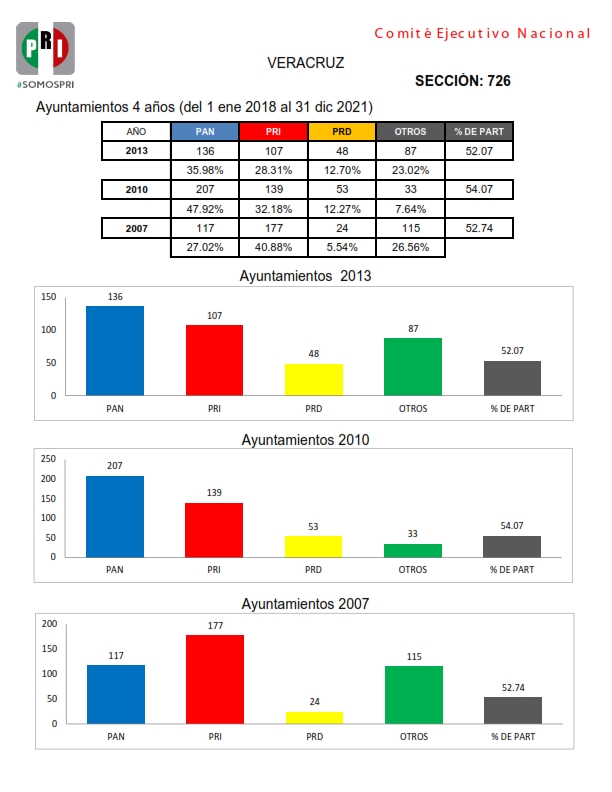 Comité Ejecutivo Nacional
PRI
#SOMOSPRI
VERACRUZ
SECCIÓN: 726
Ayuntamientos 4 años (del 1 ene 2018 al 31 dic 2021)
AÑO PAN PRI PRD OTROS % DE PART
2013 136 107 48 87 52.07
35.98% 28.31% 12.70% 23.02%
2010 207 139 53 33 54.07
47.92% 32.18% 12.27% 7.64%
2007 117 177 24 115 52.74
27.02% 40.88% 5.54% 26.56%
Ayuntamientos 2013
150
100
50
0
136
107
48
87
52.07
PAN PRI PRD OTROS % DE PART
Ayuntamientos 2010
250
200
150
100
50
0
207
139
53
33
54.07
PAN PRI PRD OTROS % DE PART
Ayuntamientos 2007
200
150
100
50
0
117
177
24
115
52.74
PAN PRI PRD OTROS % DE PART